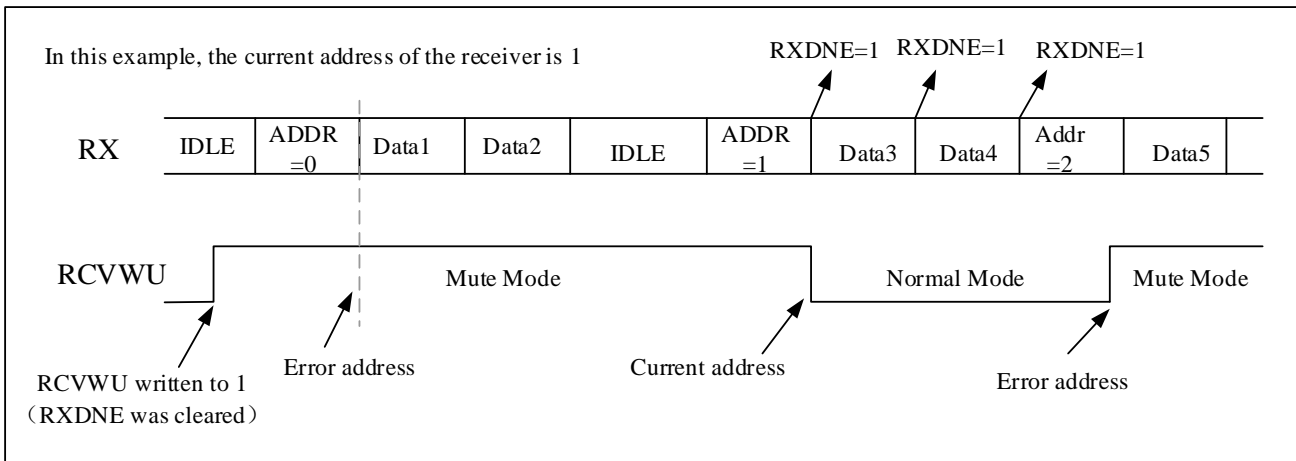 In this example, the current address of the receiver is 1
RXDNE=1
RXDNE=1
RXDNE=1
RX
IDLE
ADDR
=0
Data1
Data2
IDLE
ADDR
=1
Data3
Data4
Addr
=2
Data5
RCVWU
Mute Mode
Normal Mode
Mute Mode
Error address
Current address
Error address
RCVWU written to 1
（RXDNE was cleared）